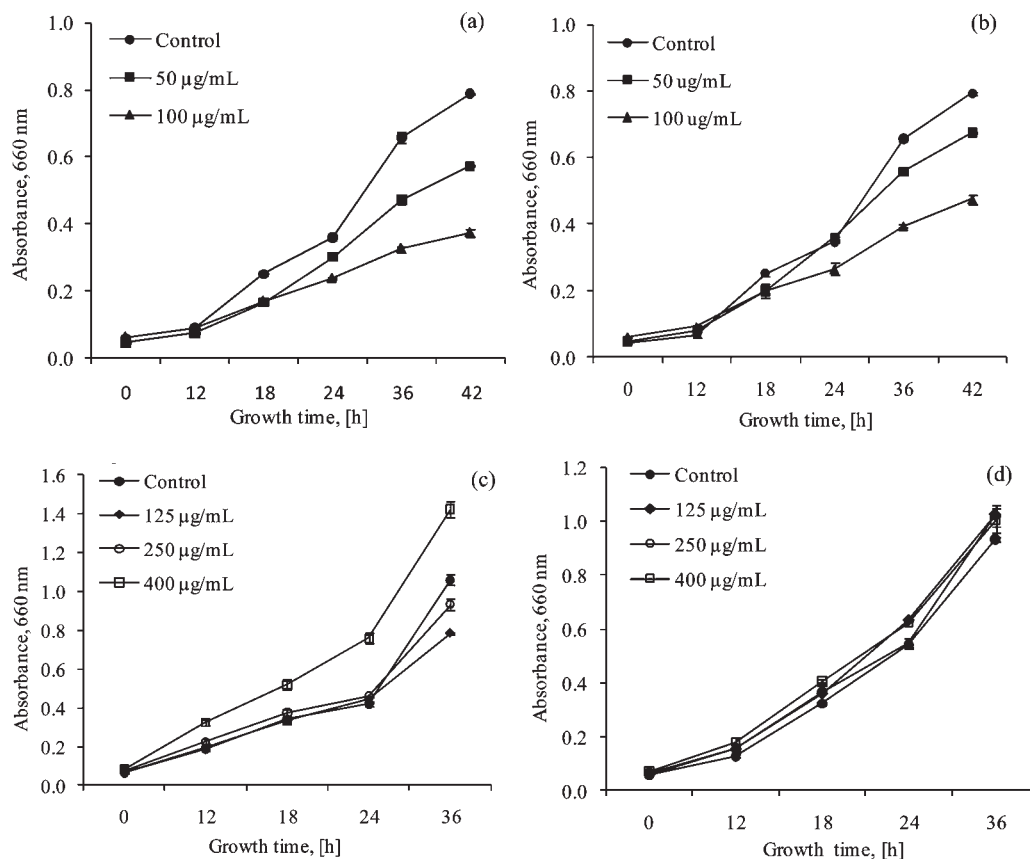 (a)
Control
50 µg/mL
100 µg/mL
1.0
0.8
0.6
0.4
0.2
0.0
Absorbance, 660 nm
0 12 18 24 36 42
Growth time, [h]
(b)
Control
50 ug/mL
100 ug/mL
1.0
0.8
0.6
0.4
0.2
0.0
Absorbance, 660 nm
0 12 18 24 36 42
Growth time, [h]
(c)
Control
125 µg/mL
250 µg/mL
400 µg/mL
1.6
1.4
1.2
1.0
0.8
0.6
0.4
0.2
0.0
Absorbance, 660 nm
0 12 18 24 36
Growth time, [h]
(d)
Control
125 µg/mL
250 µg/mL
400 µg/mL
1.2
1.0
0.8
0.6
0.4
0.2
0.0
Absorbance, 660 nm
0 12 18 24 36
Growth time, [h]